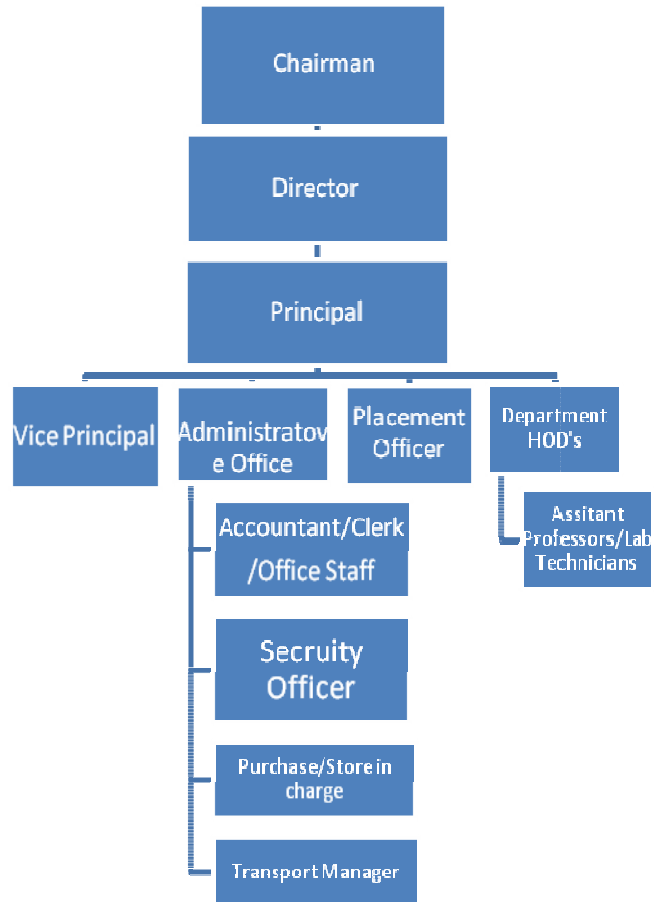 Chairman
Director
Principal
Vice Principal
Administratov
e Office
Placement
Officer
Department
HOD's
Accountant/Clerk
/Office Staff
Secruity
Officer
Purchase/Store in
charge
Transport Manager
Assitant
Professors/Lab
Technicians